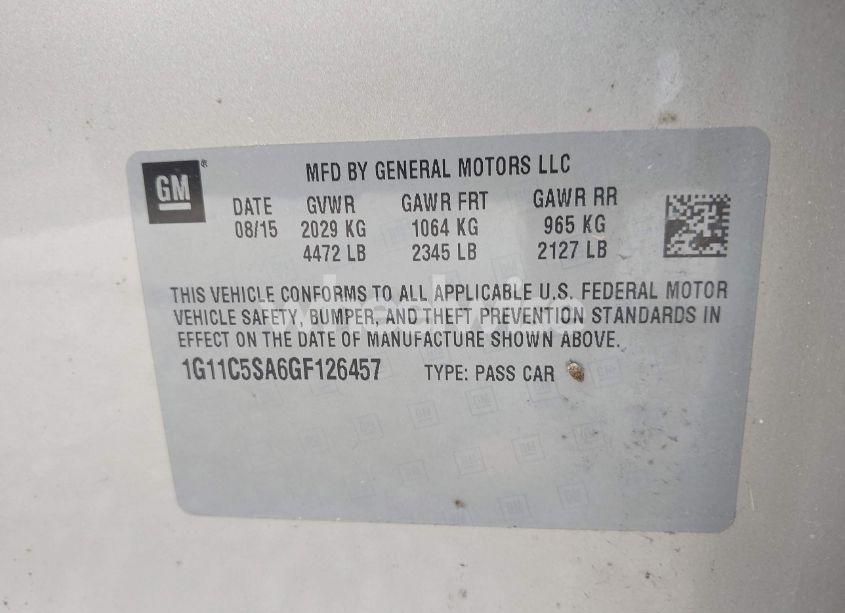 GM®
MFD BY GENERAL MOTORS LLC
DATE GVWR GAWR FRT GAWR RR
08/15 2029 KG 1064 KG 965 KG
4472 LB 2345 LB 2127 LB
THIS VEHICLE CONFORMS TO ALL APPLICABLE U.S. FEDERAL MOTOR
VEHICLE SAFETY, BUMPER, AND THEFT PREVENTION STANDARDS IN
EFFECT ON THE DATE OF MANUFACTURE SHOWN ABOVE.
1G11C5SA6GF126457 TYPE: PASS CAR